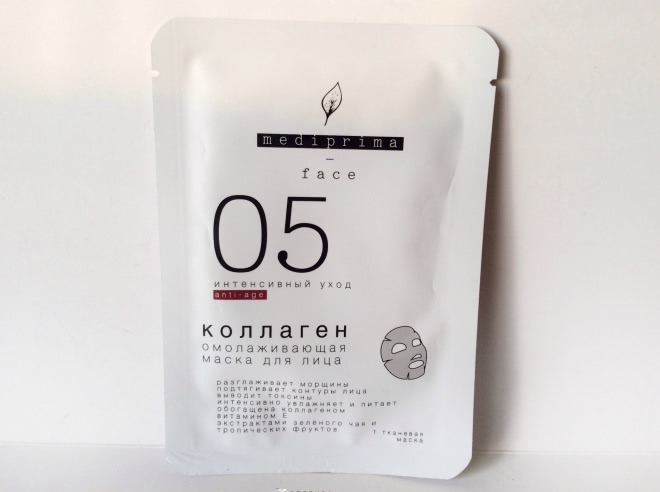 mediprima
—
face
05
интенсивный уход
anti-age
коллаген
омолаживающая
маска для лица
разглаживает морщины
подтягивает контуры лица
выводит токсины
интенсивно увлажняет и питает
обогащена коллагеном
витамином Е
экстрактами зеленого чая и
тропических фруктов
1 тканевая
маска